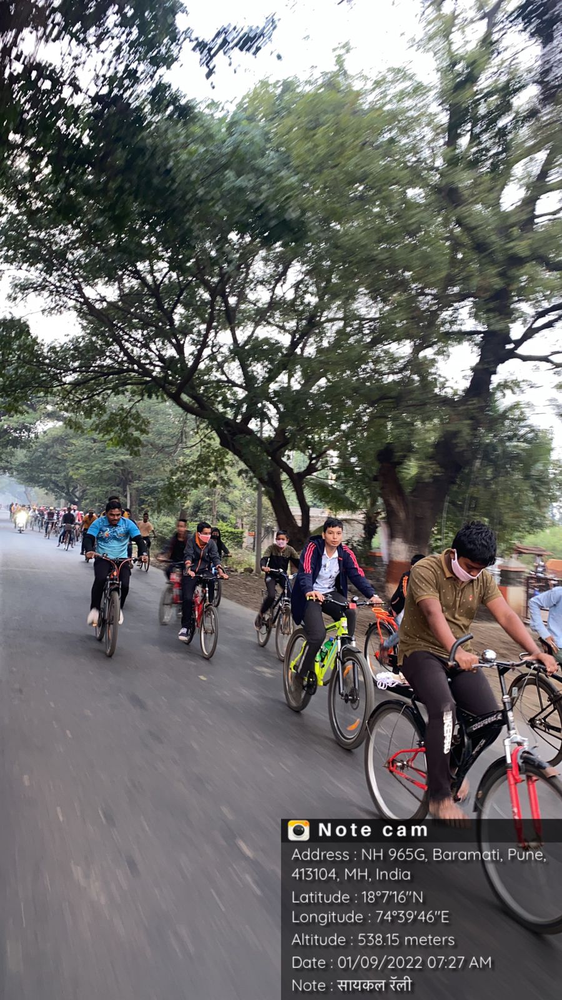 Note cam
Address : NH 965G, Baramati, Pune,
413104, MH, India
Latitude : 18°7'16"N
Longitude : 74°39'46"E
Altitude : 538.15 meters
Date : 01/09/2022 07:27 AM
Note : सायकल रॅली